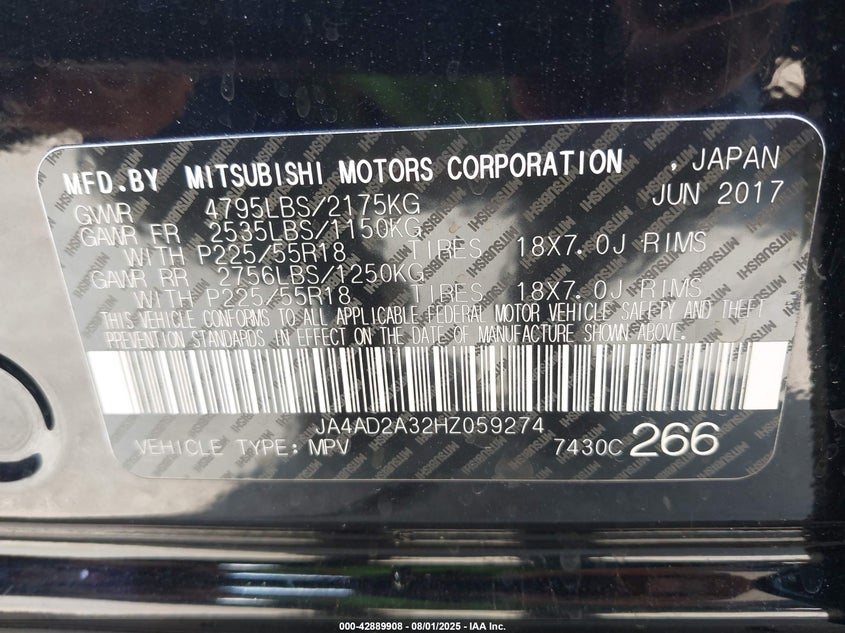 MFD.BY MITSUBISHI MOTORS CORPORATION , JAPAN
GVWR 4795LBS/2175KG JUN 2017
GAWR FR 2535LBS/1150KG
WITH P225/55R18 TIRES 18X7.0J RIMS
GAWR RR 2756LBS/1250KG
WITH P225/55R18 TIRES 18X7.0J RIMS
THIS VEHICLE CONFORMS TO ALL APPLICABLE FEDERAL MOTOR VEHICLE SAFETY AND THEFT
PREVENTION STANDARDS IN EFFECT ON THE DATE OF MANUFACTURE SHOWN ABOVE.
JA4AD2A32HZ059274
VEHICLE TYPE: MPV 7430C 266
000-42889908 - 08/01/2025 - IAA Inc.